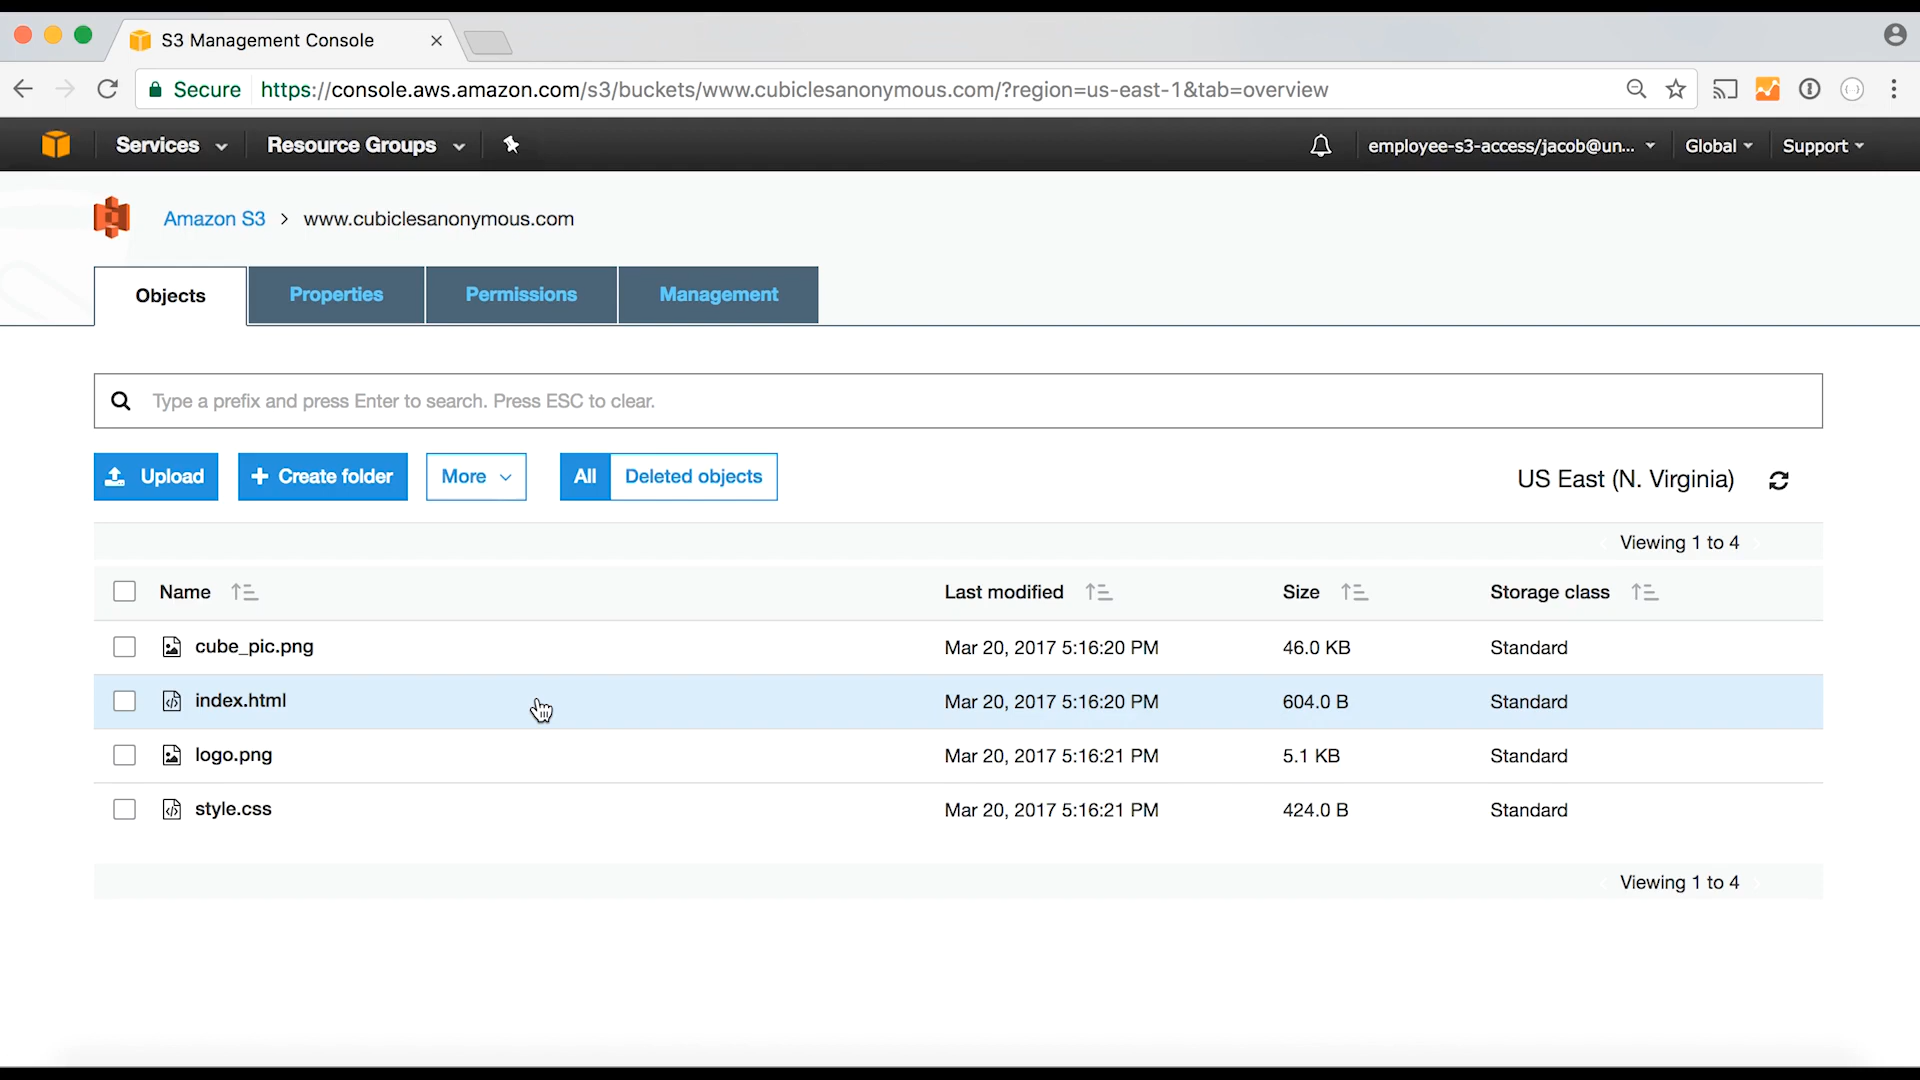 S3 Management Console
Secure https://console.aws.amazon.com/s3/buckets/www.cubiclesanonymous.com/?region=us-east-1&tab=overview
Services Resource Groups employee-s3-access/jacob@un... Global Support
Amazon S3 > www.cubiclesanonymous.com
Objects Properties Permissions Management
Type a prefix and press Enter to search. Press ESC to clear.
Upload + Create folder More All Deleted objects US East (N. Virginia)
Viewing 1 to 4
Name Last modified Size Storage class
cube_pic.png Mar 20, 2017 5:16:20 PM 46.0 KB Standard
index.html Mar 20, 2017 5:16:20 PM 604.0 B Standard
logo.png Mar 20, 2017 5:16:21 PM 5.1 KB Standard
style.css Mar 20, 2017 5:16:21 PM 424.0 B Standard
Viewing 1 to 4